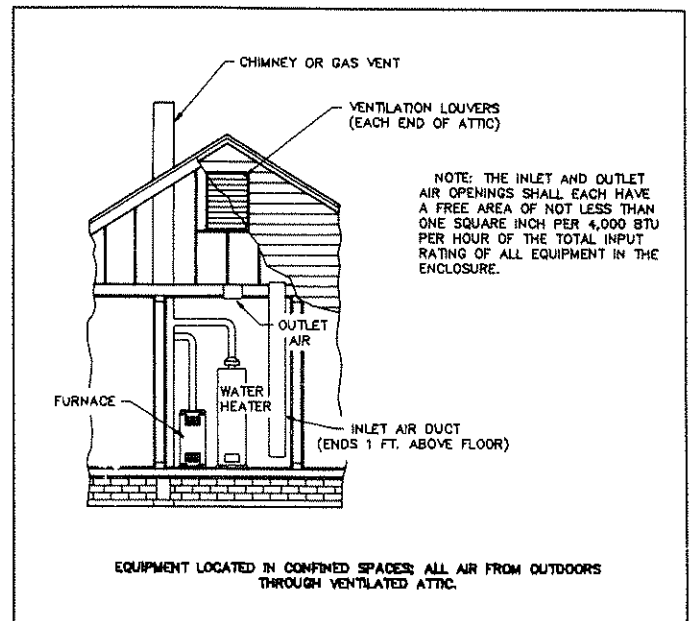 CHIMNEY OR GAS VENT
VENTILATION LOUVERS
(EACH END OF ATTIC)
NOTE: THE INLET AND OUTLET
AIR OPENINGS SHALL EACH HAVE
A FREE AREA OF NOT LESS THAN
ONE SQUARE INCH PER 4,000 BTU
PER HOUR OF THE TOTAL INPUT
RATING OF ALL EQUIPMENT IN THE
ENCLOSURE.
OUTLET
AIR
FURNACE
WATER
HEATER
INLET AIR DUCT
(ENDS 1 FT. ABOVE FLOOR)
EQUIPMENT LOCATED IN CONFINED SPACES; ALL AIR FROM OUTDOORS
THROUGH VENTILATED ATTIC.